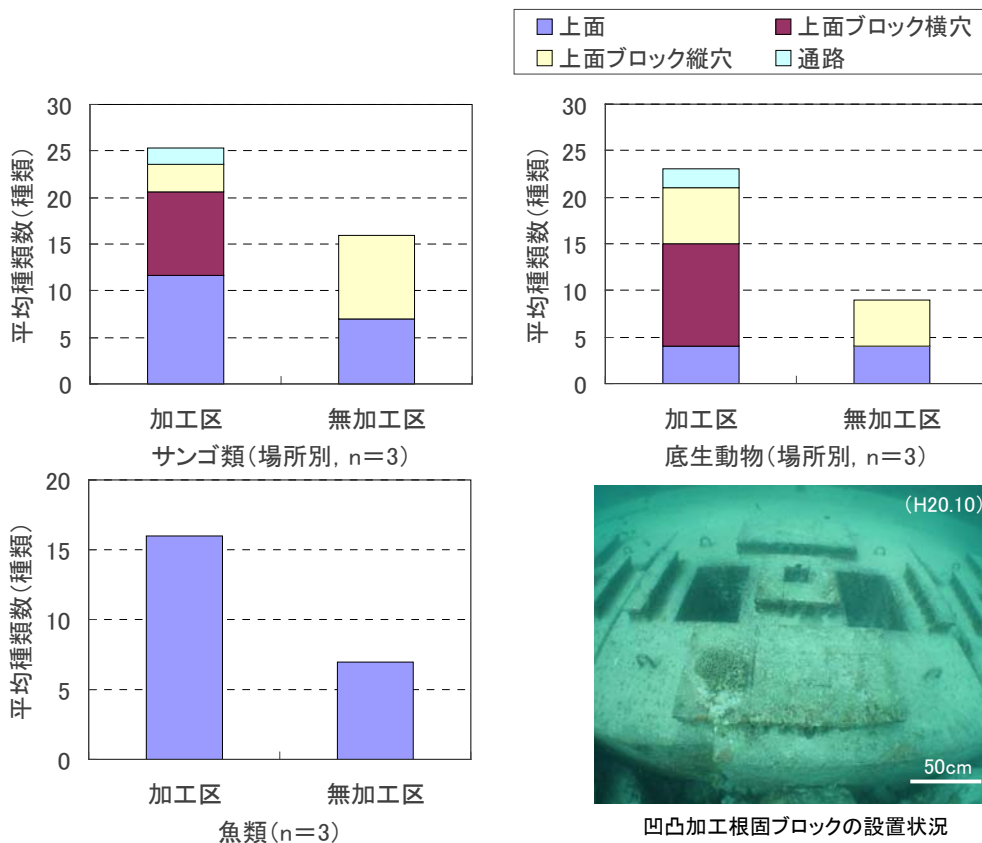 上面 上面ブロック横穴
上面ブロック縦穴 通路
平均種類数(種類)
30
25
20
15
10
5
0
加工区 無加工区
サンゴ類(場所別, n=3)
平均種類数(種類)
30
25
20
15
10
5
0
加工区 無加工区
底生動物(場所別, n=3)
平均種類数(種類)
20
15
10
5
0
加工区 無加工区
魚類(n=3)
(H20.10)
50cm
凹凸加工根固ブロックの設置状況